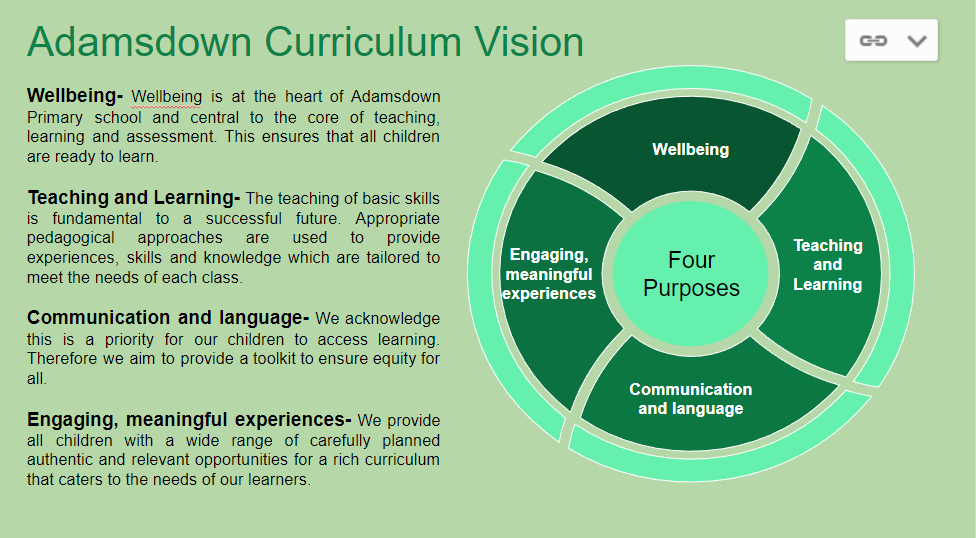 Adamsdown Curriculum Vision
Wellbeing- Wellbeing is at the heart of Adamsdown
Primary school and central to the core of teaching,
learning and assessment. This ensures that all children
are ready to learn.
Teaching and Learning- The teaching of basic skills
is fundamental to a successful future. Appropriate
pedagogical approaches are used to provide
experiences, skills and knowledge which are tailored to
meet the needs of each class.
Communication and language- We acknowledge
this is a priority for our children to access learning.
Therefore we aim to provide a toolkit to ensure equity for
all.
Engaging, meaningful experiences- We provide
all children with a wide range of carefully planned
authentic and relevant opportunities for a rich curriculum
that caters to the needs of our learners.
Wellbeing
Teaching
and
Learning
Communication
and language
Engaging,
meaningful
experiences
Four
Purposes